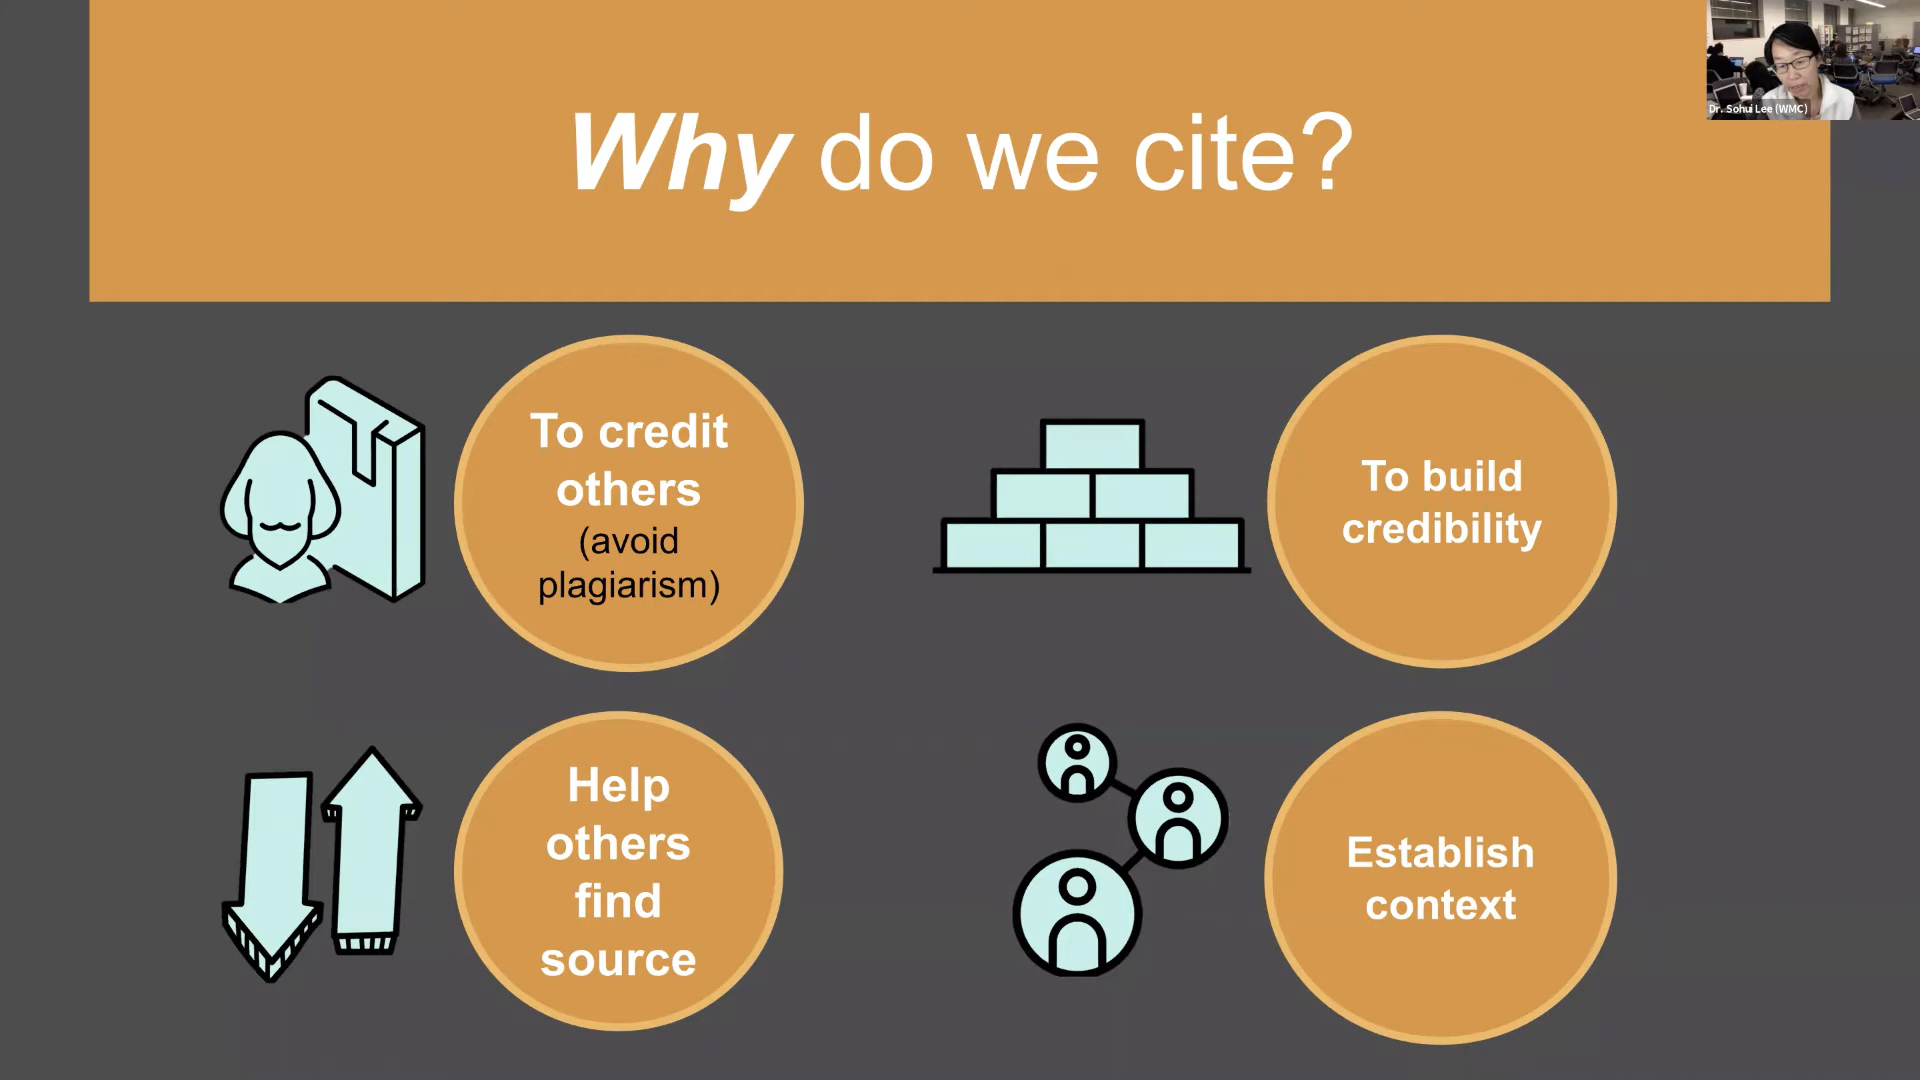 Why do we cite?
Dr. Sohui Lee (WMC)
To credit
others
(avoid
plagiarism)
To build
credibility
Help
others
find
source
Establish
context